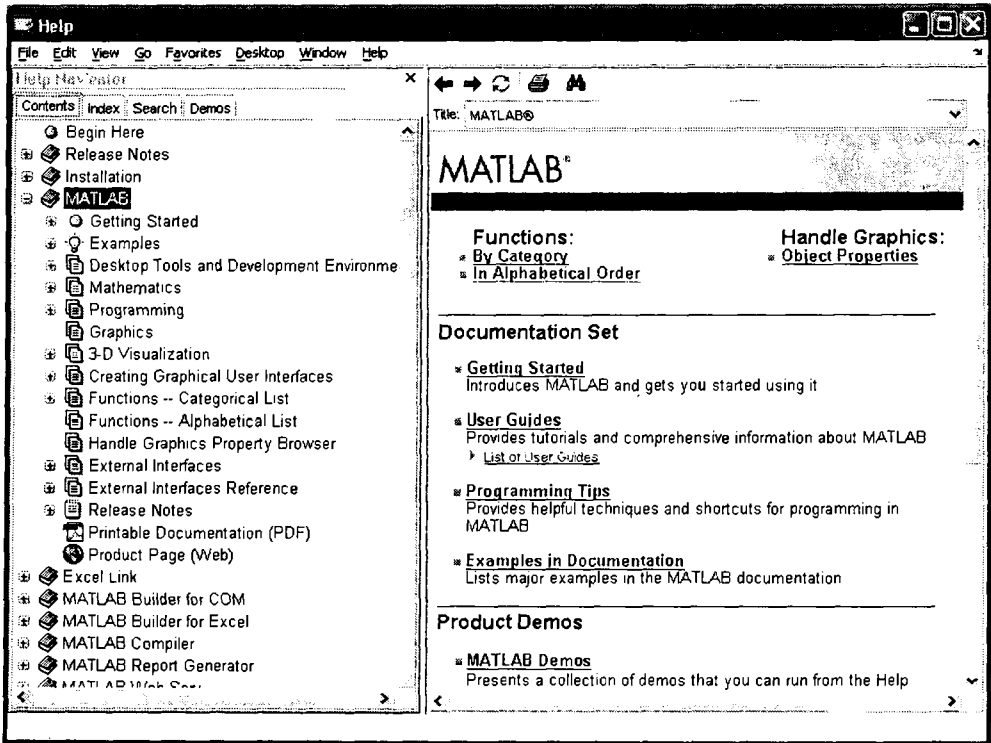 Help
File Edit View Go Favorites Desktop Window Help
Help Navigator
Contents Index Search Demos
Begin Here
Release Notes
Installation
MATLAB
Getting Started
Examples
Desktop Tools and Development Environme
Mathematics
Programming
Graphics
3-D Visualization
Creating Graphical User Interfaces
Functions -- Categorical List
Functions -- Alphabetical List
Handle Graphics Property Browser
External Interfaces
External Interfaces Reference
Release Notes
Printable Documentation (PDF)
Product Page (Web)
Excel Link
MATLAB Builder for COM
MATLAB Builder for Excel
MATLAB Compiler
MATLAB Report Generator
MATLAB Web Serv
Title: MATLAB®
MATLAB®
Functions:
By Category
In Alphabetical Order
Handle Graphics:
Object Properties
Documentation Set
Getting Started
Introduces MATLAB and gets you started using it
User Guides
Provides tutorials and comprehensive information about MATLAB
List of User Guides
Programming Tips
Provides helpful techniques and shortcuts for programming in
MATLAB
Examples in Documentation
Lists major examples in the MATLAB documentation
Product Demos
MATLAB Demos
Presents a collection of demos that you can run from the Help